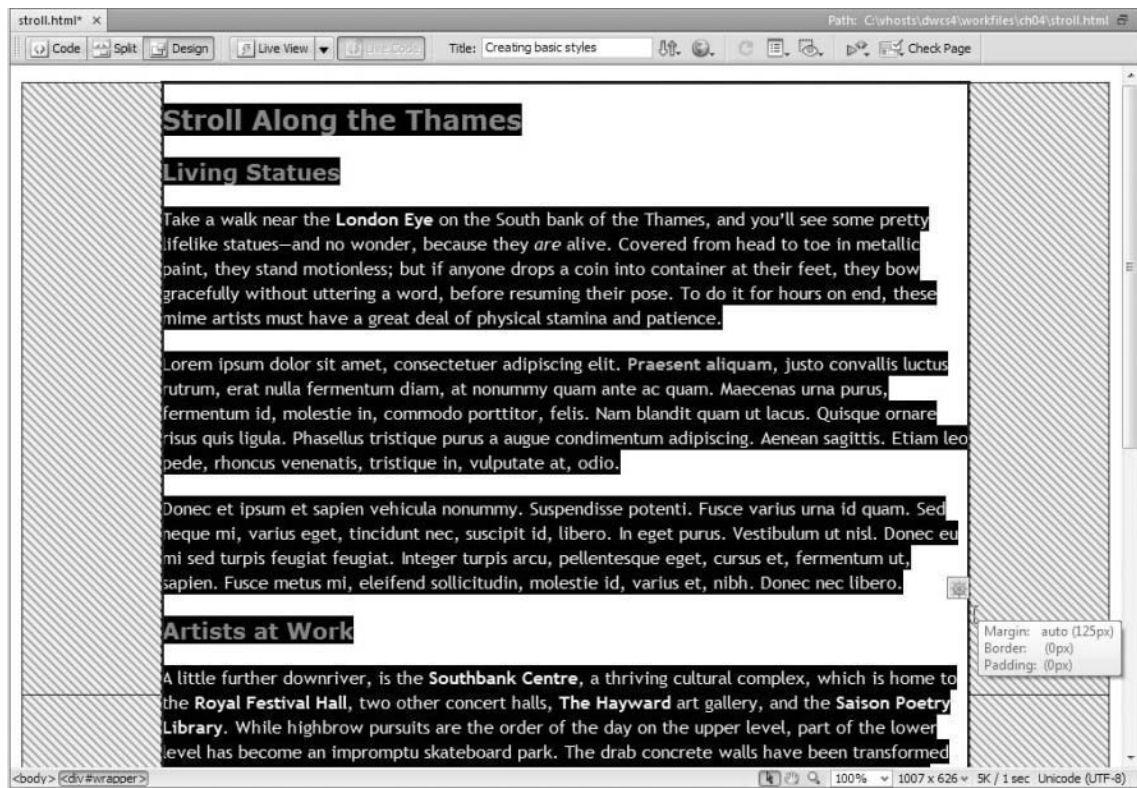 stroll.html* ×
Path: C:\vhosts\dwcs4\workfiles\ch04\stroll.html
Code Split Design Live View Live Code Title: Creating basic styles Check Page
Stroll Along the Thames
Living Statues
Take a walk near the London Eye on the South bank of the Thames, and you’ll see some pretty
lifelike statues—and no wonder, because they are alive. Covered from head to toe in metallic
paint, they stand motionless; but if anyone drops a coin into container at their feet, they bow
gracefully without uttering a word, before resuming their pose. To do it for hours on end, these
mime artists must have a great deal of physical stamina and patience.
Lorem ipsum dolor sit amet, consectetuer adipiscing elit. Praesent aliquam, justo convallis luctus
rutrum, erat nulla fermentum diam, at nonummy quam ante ac quam. Maecenas urna purus,
fermentum id, molestie in, commodo porttitor, felis. Nam blandit quam ut lacus. Quisque ornare
risus quis ligula. Phasellus tristique purus a augue condimentum adipiscing. Aenean sagittis. Etiam leo
pede, rhoncus venenatis, tristique in, vulputate at, odio.
Donec et ipsum et sapien vehicula nonummy. Suspendisse potenti. Fusce varius urna id quam. Sed
neque mi, varius eget, tincidunt nec, suscipit id, libero. In eget purus. Vestibulum ut nisl. Donec eu
mi sed turpis feugiat feugiat. Integer turpis arcu, pellentesque eget, cursus et, fermentum ut,
sapien. Fusce metus mi, eleifend sollicitudin, molestie id, varius et, nibh. Donec nec libero.
Artists at Work
Margin: auto (125px)
Border: (0px)
Padding: (0px)
A little further downriver, is the Southbank Centre, a thriving cultural complex, which is home to
the Royal Festival Hall, two other concert halls, The Hayward art gallery, and the Saison Poetry
Library. While highbrow pursuits are the order of the day on the upper level, part of the lower
level has become an impromptu skateboard park. The drab concrete walls have been transformed
<body> <div#wrapper> 100% 1007 x 626 5K / 1 sec Unicode (UTF-8)